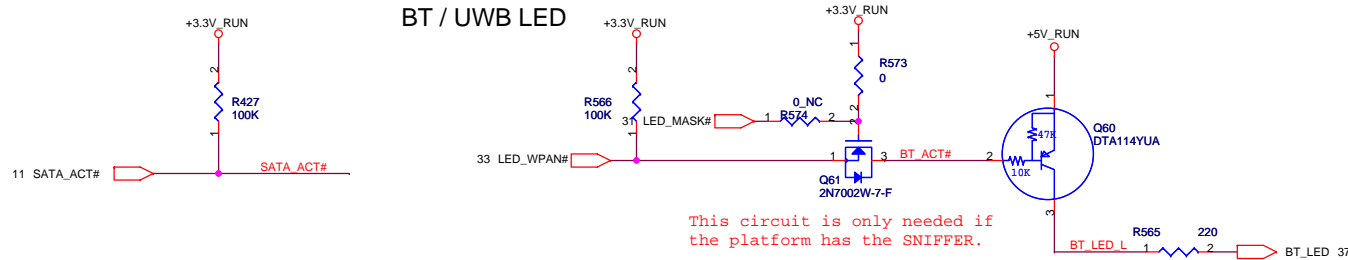 BT / UWB LED
+3.3V_RUN
2
R427
100K
1
11 SATA_ACT#
SATA_ACT#
+3.3V_RUN
2
R566
100K
1
+3.3V_RUN
1
R573
0
2
31 LED_MASK#
1
0_NC
R574
2
2
33 LED_WPAN#
1
3
BT_ACT#
Q61
2N7002W-7-F
This circuit is only needed if
the platform has the SNIFFER.
+5V_RUN
1
Q60
DTA114YUA
47K
2
10K
3
BT_LED_L
R565
220
1
2
BT_LED 37